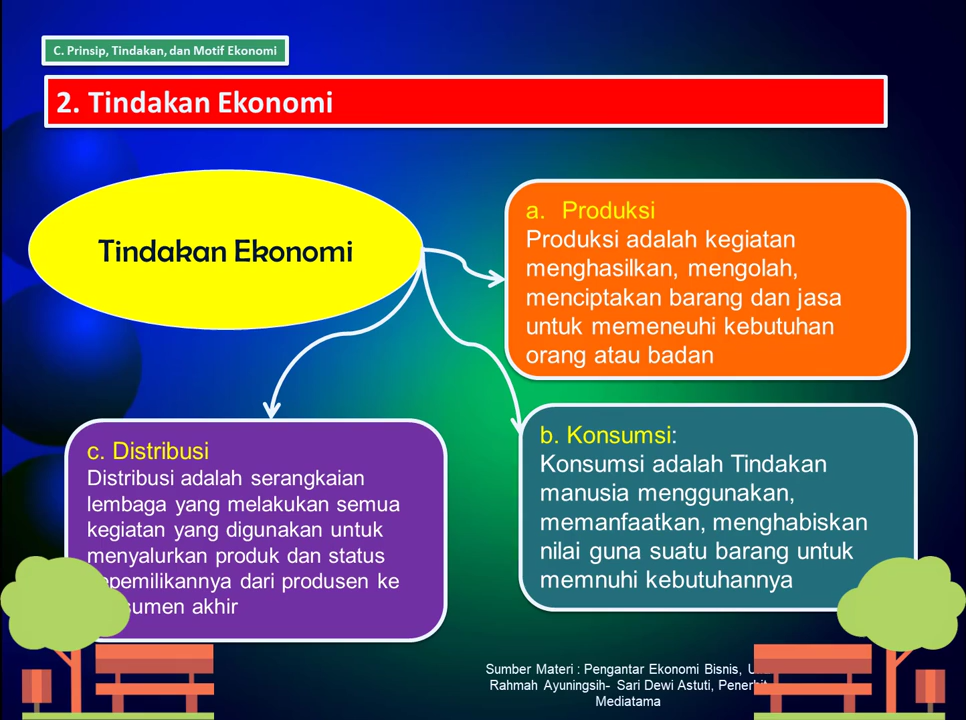 C. Prinsip, Tindakan, dan Motif Ekonomi
2. Tindakan Ekonomi
Tindakan Ekonomi
a. Produksi
Produksi adalah kegiatan
menghasilkan, mengolah,
menciptakan barang dan jasa
untuk memeneuhi kebutuhan
orang atau badan
b. Konsumsi:
Konsumsi adalah Tindakan
manusia menggunakan,
memanfaatkan, menghabiskan
nilai guna suatu barang untuk
memnuhi kebutuhannya
c. Distribusi
Distribusi adalah serangkaian
lembaga yang melakukan semua
kegiatan yang digunakan untuk
menyalurkan produk dan status
dari produsen ke
akhir
Sumber Materi : Pengantar Ekonomi Bisnis,
Rahmah Ayuningsih- Sari Dewi Astuti, Penerbit
Mediatama